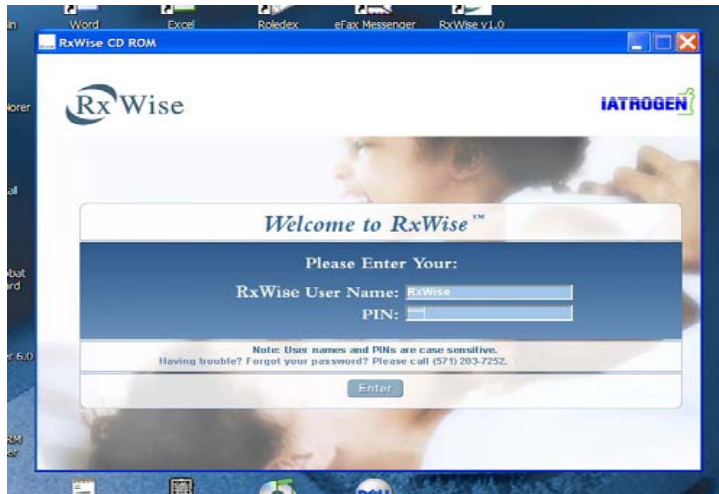 Word Excel Roledex eFax Messenger RxWise v1.0
RxWise CD ROM
Rx Wise
IATROGEN
Welcome to RxWise™
Please Enter Your:
RxWise User Name: RxWise
PIN:
Note: User names and PINs are case sensitive.
Having trouble? Forgot your password? Please call (571) 203-7252.
Enter